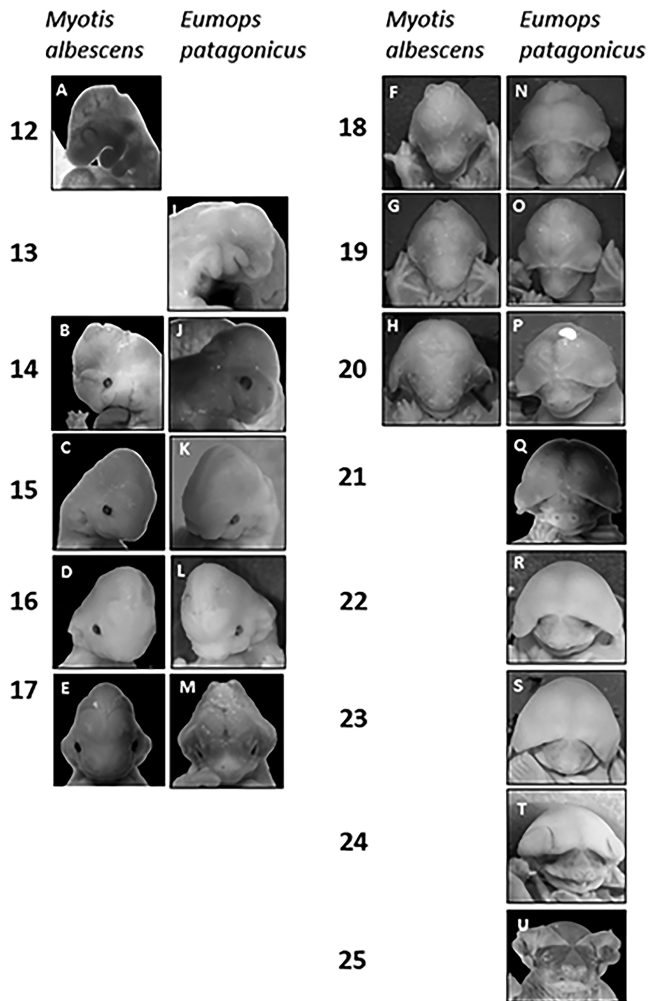 Myotis albescens
Eumops patagonicus
12
A
13
I
14
B
J
15
C
K
16
D
L
17
E
M
Myotis albescens
Eumops patagonicus
18
F
N
19
G
O
20
H
P
21
Q
22
R
23
S
24
T
25
U